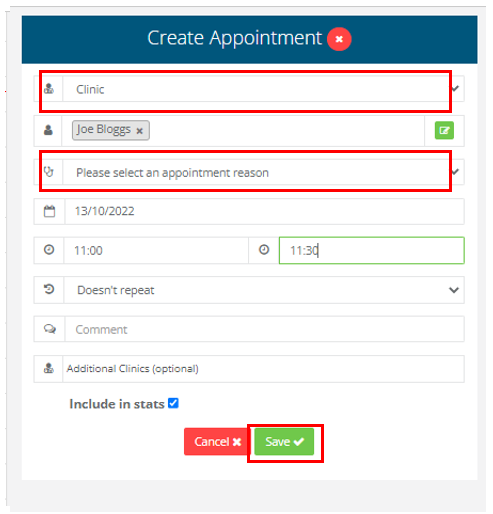 Create Appointment
Clinic
Joe Bloggs
Please select an appointment reason
13/10/2022
11:00 11:30
Doesn't repeat
Comment
Additional Clinics (optional)
Include in stats
Cancel Save